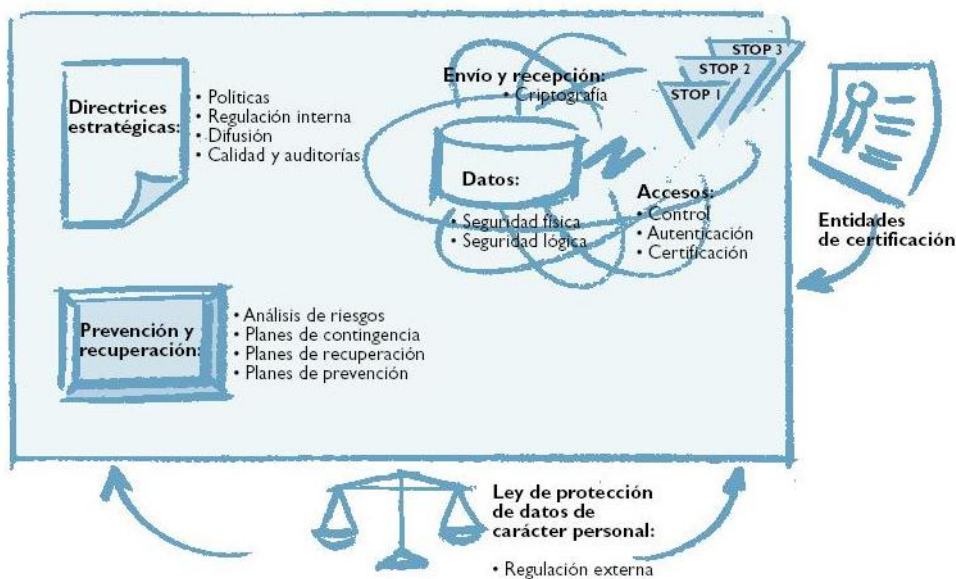 Directrices
estratégicas:
• Políticas
• Regulación interna
• Difusión
• Calidad y auditorías
Envío y recepción:
• Criptografía
STOP 3
STOP 2
STOP 1
Datos:
• Seguridad física
• Seguridad lógica
Accesos:
• Control
• Autenticación
• Certificación
Entidades
de certificación
Prevención y
recuperación:
• Análisis de riesgos
• Planes de contingencia
• Planes de recuperación
• Planes de prevención
Ley de protección
de datos de
carácter personal:
• Regulación externa